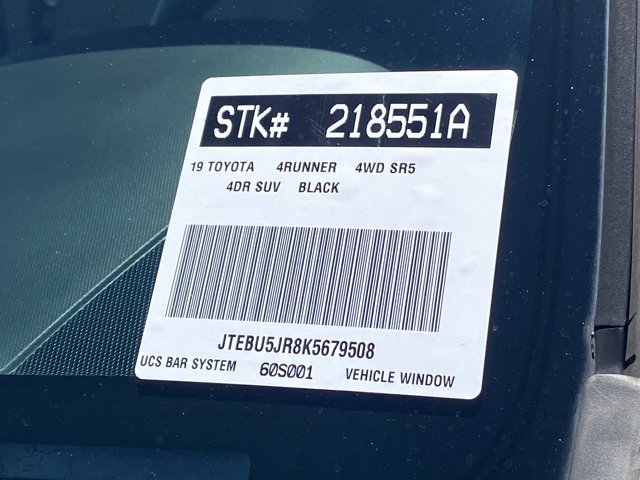 STK# 218551A
19 TOYOTA 4RUNNER 4WD SR5
4DR SUV BLACK
JTEBU5JR8K5679508
UCS BAR SYSTEM 60S001 VEHICLE WINDOW